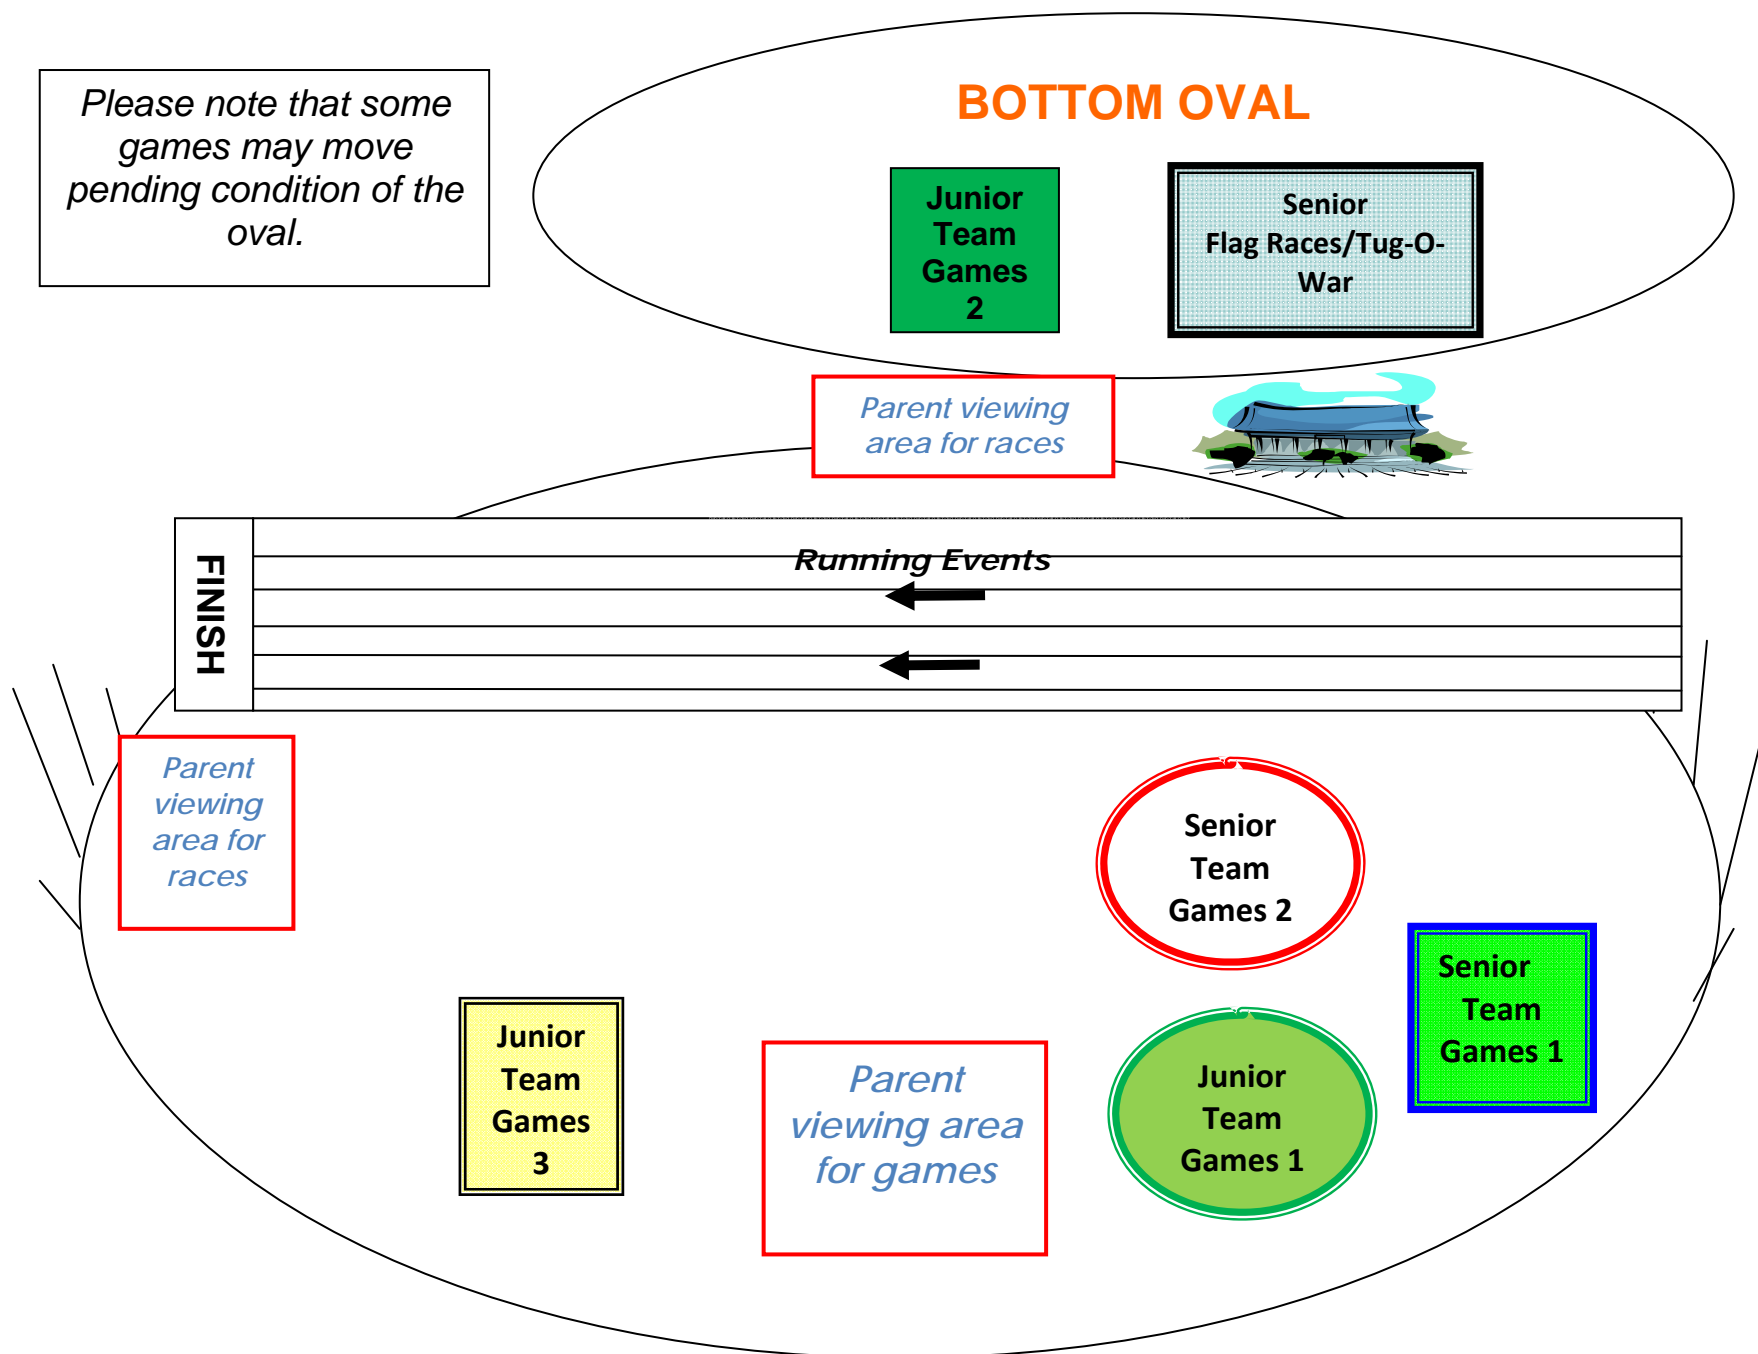 Please note that some
games may move
pending condition of the
oval.
BOTTOM OVAL
Junior
Team
Games
2
Senior
Flag Races/Tug-O-
War
Parent viewing
area for races
Running Events
FINISH
Parent
viewing
area for
races
Senior
Team
Games 2
Senior
Team
Games 1
Junior
Team
Games
3
Parent
viewing area
for games
Junior
Team
Games 1